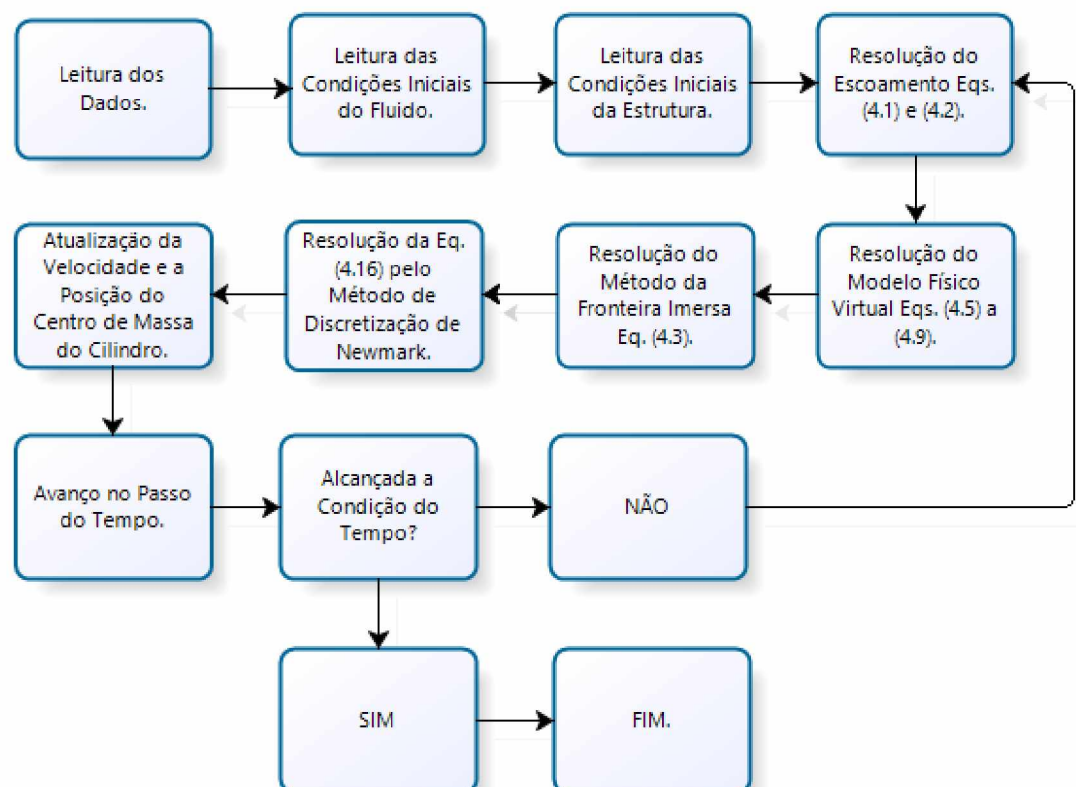 Leitura dos
Dados.
Leitura das
Condições Iniciais
do Fluido.
Leitura das
Condições Iniciais
da Estrutura.
Resolução do
Escoamento Eqs.
(4.1) e (4.2).
Atualização da
Velocidade e a
Posição do
Centro de Massa
do Cilindro.
Resolução da Eq.
(4.16) pelo
Método de
Discretização de
Newmark.
Resolução do
Método da
Fronteira Imersa
Eq. (4.3).
Resolução do
Modelo Físico
Virtual Eqs. (4.5) a
(4.9).
Avanço no Passo
do Tempo.
Alcançada a
Condição do
Tempo?
NÃO
SIM
FIM.